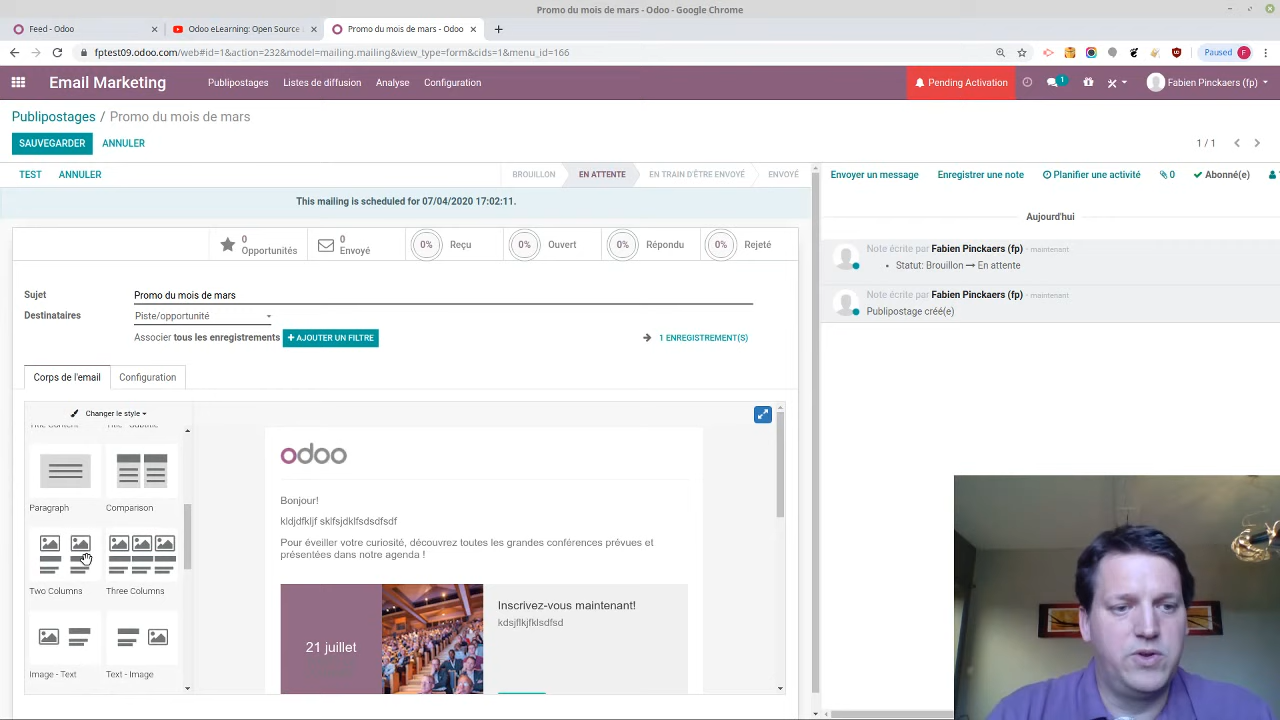 Promo du mois de mars - Odoo - Google Chrome
Feed - Odoo
Odoo eLearning: Open Source
Promo du mois de mars - Odoo
fptest09.odoo.com/web#id=1&action=232&model=mailing.mailing&view_type=form&cids=1&menu_id=166
Paused
F
Email Marketing
Publipostages
Listes de diffusion
Analyse
Configuration
Pending Activation
1
Fabien Pinckaers (fp)
Publipostages / Promo du mois de mars
SAUVEGARDER
ANNULER
1 / 1
TEST
ANNULER
BROUILLON
EN ATTENTE
EN TRAIN D'ÊTRE ENVOYÉ
ENVOYÉ
Envoyer un message
Enregistrer une note
Planifier une activité
0
Abonné(e)
This mailing is scheduled for 07/04/2020 17:02:11.
Aujourd'hui
0
Opportunités
0
Envoyé
0%
Reçu
0%
Ouvert
0%
Répondu
0%
Rejeté
Note écrite par Fabien Pinckaers (fp) - maintenant
Statut: Brouillon → En attente
Note écrite par Fabien Pinckaers (fp) - maintenant
Publipostage créé(e)
Sujet
Promo du mois de mars
Destinataires
Piste/opportunité
Associer tous les enregistrements
+ AJOUTER UN FILTRE
1 ENREGISTREMENT(S)
Corps de l'email
Configuration
Changer le style
Paragraph
Comparison
Two Columns
Three Columns
Image - Text
Text - Image
odoo
Bonjour!
kldjdfkljf skifsjdklfsdsdfsdf
Pour éveiller votre curiosité, découvrez toutes les grandes conférences prévues et
présentées dans notre agenda !
21 juillet
Inscrivez-vous maintenant!
kdsjflkjfklsdfsd